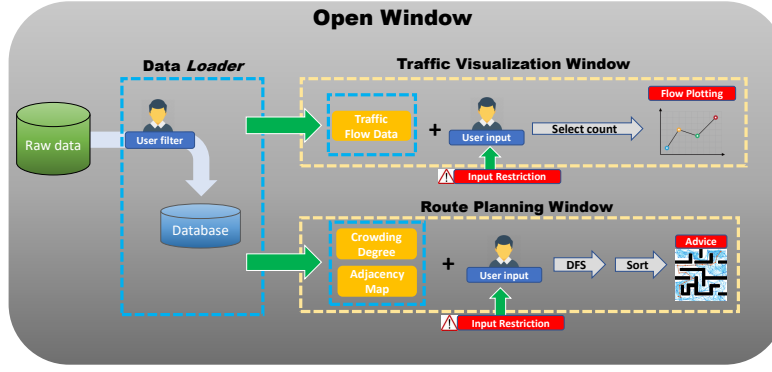 Open Window
Data Loader
Raw data
User filter
Database
Traffic Visualization Window
Traffic
Flow Data
+
User input
Select count
Flow Plotting
Input Restriction
Route Planning Window
Crowding
Degree
Adjacency
Map
+
User input
DFS
Sort
Advice
Input Restriction